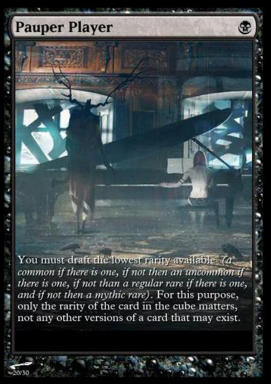 Pauper Player
You must draft the lowest rarity available (a
common if there is one, if not then an uncommon if
there is one, if not than a regular rare if there is one,
and if not then a mythic rare). For this purpose,
only the rarity of the card in the cube matters,
not any other versions of a card that may exist.
20/30